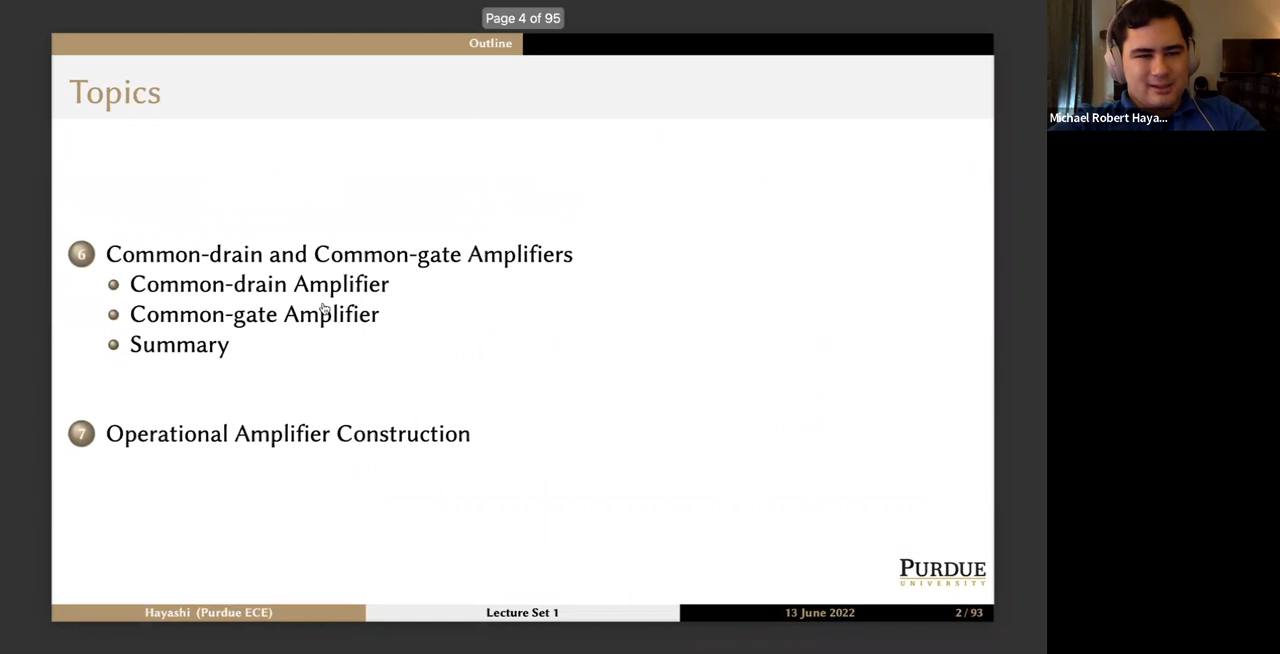 Page 4 of 95
Outline
Topics
Michael Robert Haya...
6 Common-drain and Common-gate Amplifiers
Common-drain Amplifier
Common-gate Amplifier
Summary
7 Operational Amplifier Construction
PURDUE
UNIVERSITY
Hayashi (Purdue ECE) Lecture Set 1 13 June 2022 2 / 93